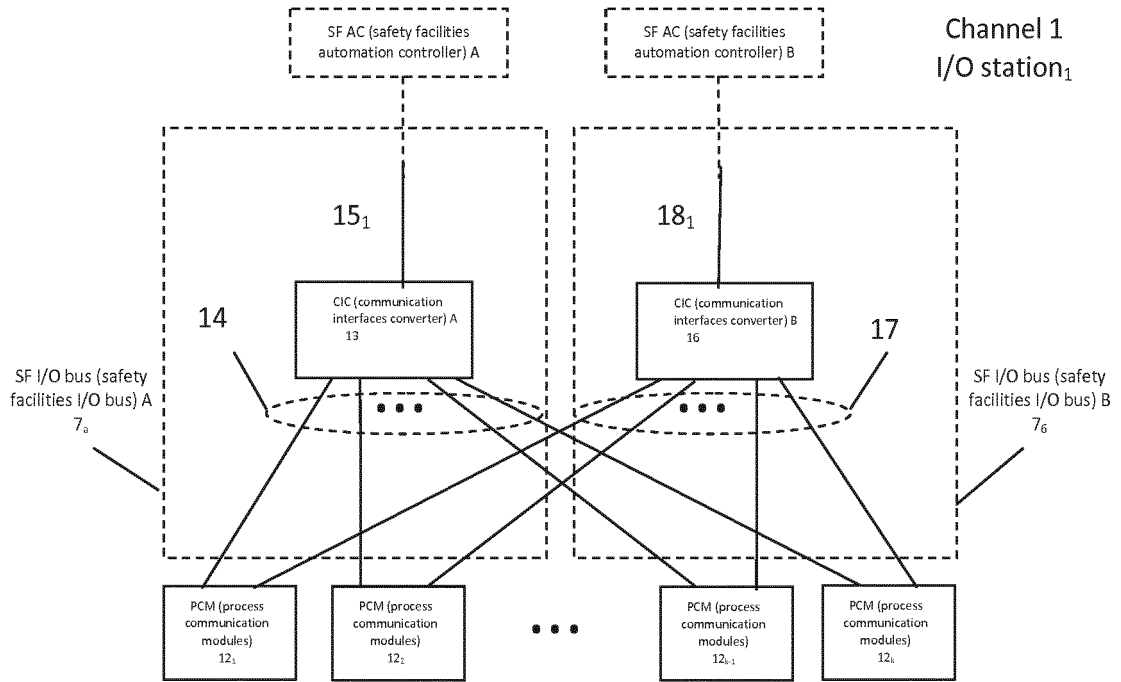 SF AC (safety facilities
automation controller) A
SF AC (safety facilities
automation controller) B
Channel 1
I/O station₁
15₁
18₁
CIC (communication
interfaces converter) A
13
CIC (communication
interfaces converter) B
16
14
17
SF I/O bus (safety
facilities I/O bus) A
7ₐ
SF I/O bus (safety
facilities I/O bus) B
7₆
PCM (process
communication
modules)
12₁
PCM (process
communication
modules)
12₂
PCM (process
communication
modules)
12ₖ₋₁
PCM (process
communication
modules)
12ₖ